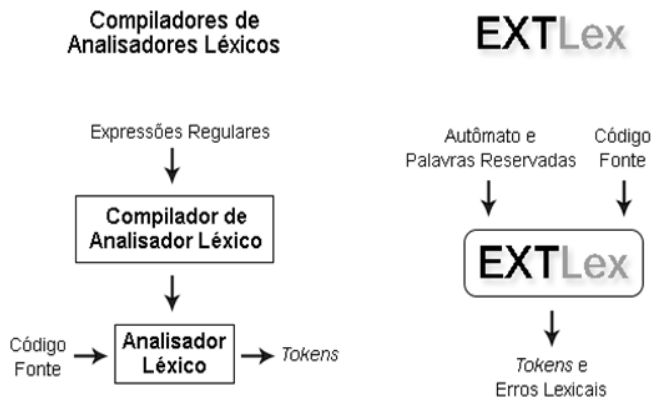 Compiladores de
Analisadores Léxicos
Expressões Regulares
Compilador de
Analisador Léxico
Código
Fonte
Analisador
Léxico
Tokens
EXTLex
Autômato e
Palavras Reservadas
Código
Fonte
EXTLex
Tokens e
Erros Lexicais